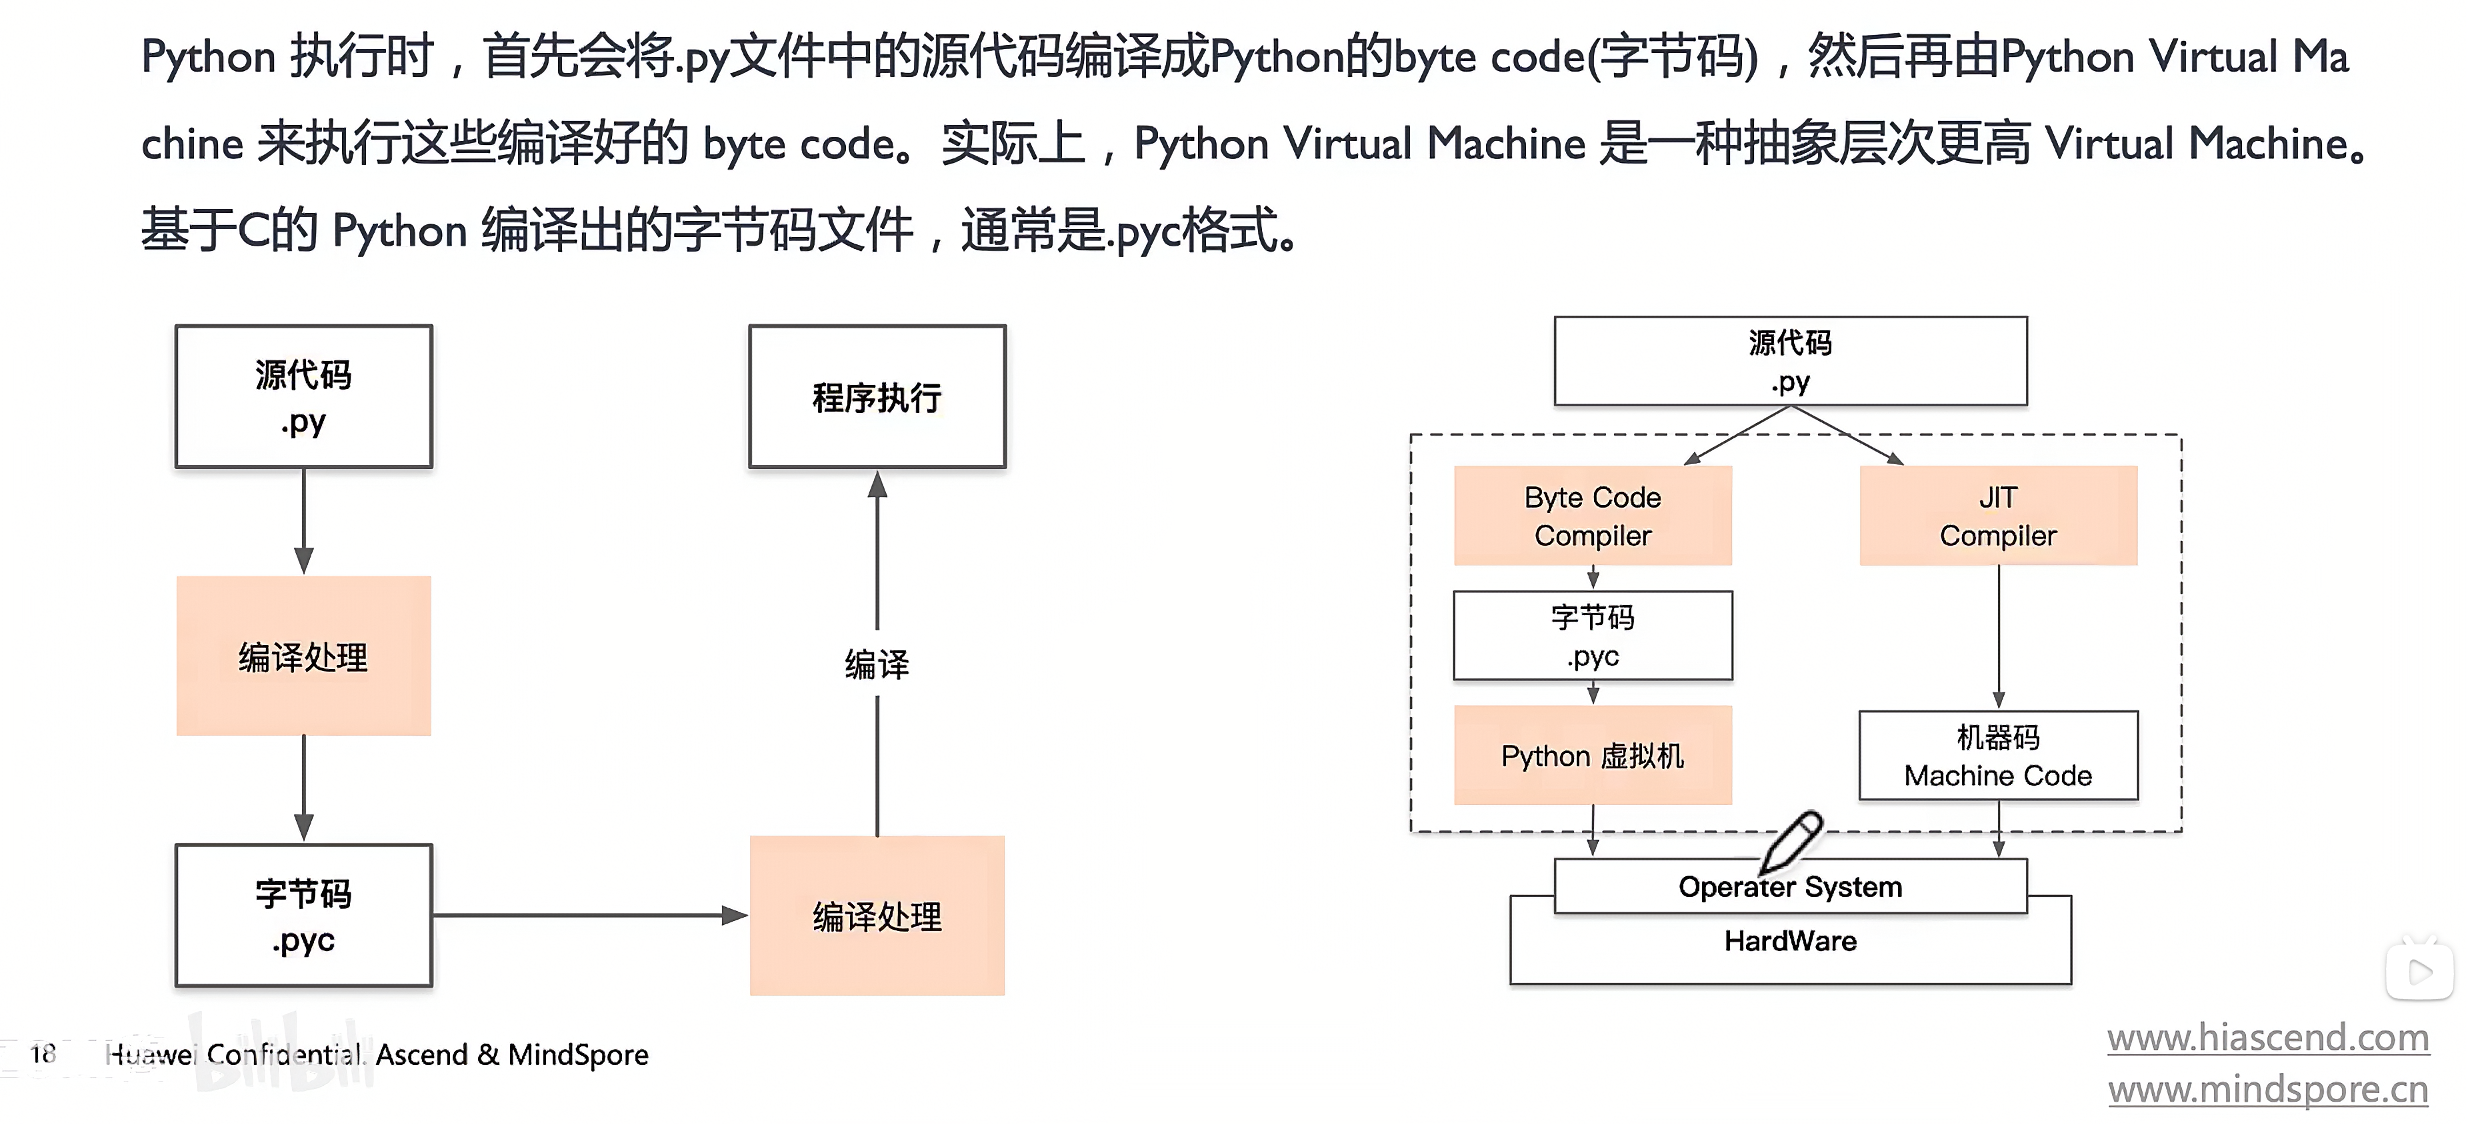 Python 执行时，首先会将.py文件中的源代码编译成Python的byte code(字节码)，然后再由Python Virtual Ma
chine 来执行这些编译好的 byte code。实际上，Python Virtual Machine 是一种抽象层次更高 Virtual Machine。
基于C的 Python 编译出的字节码文件，通常是.pyc格式。
源代码
.py
编译处理
字节码
.pyc
程序执行
编译
编译处理
源代码
.py
Byte Code
Compiler
字节码
.pyc
Python 虚拟机
JIT
Compiler
机器码
Machine Code
Operater System
HardWare
18
Huawei Confidential. Ascend & MindSpore
bilibili
www.hiascend.com
www.mindspore.cn